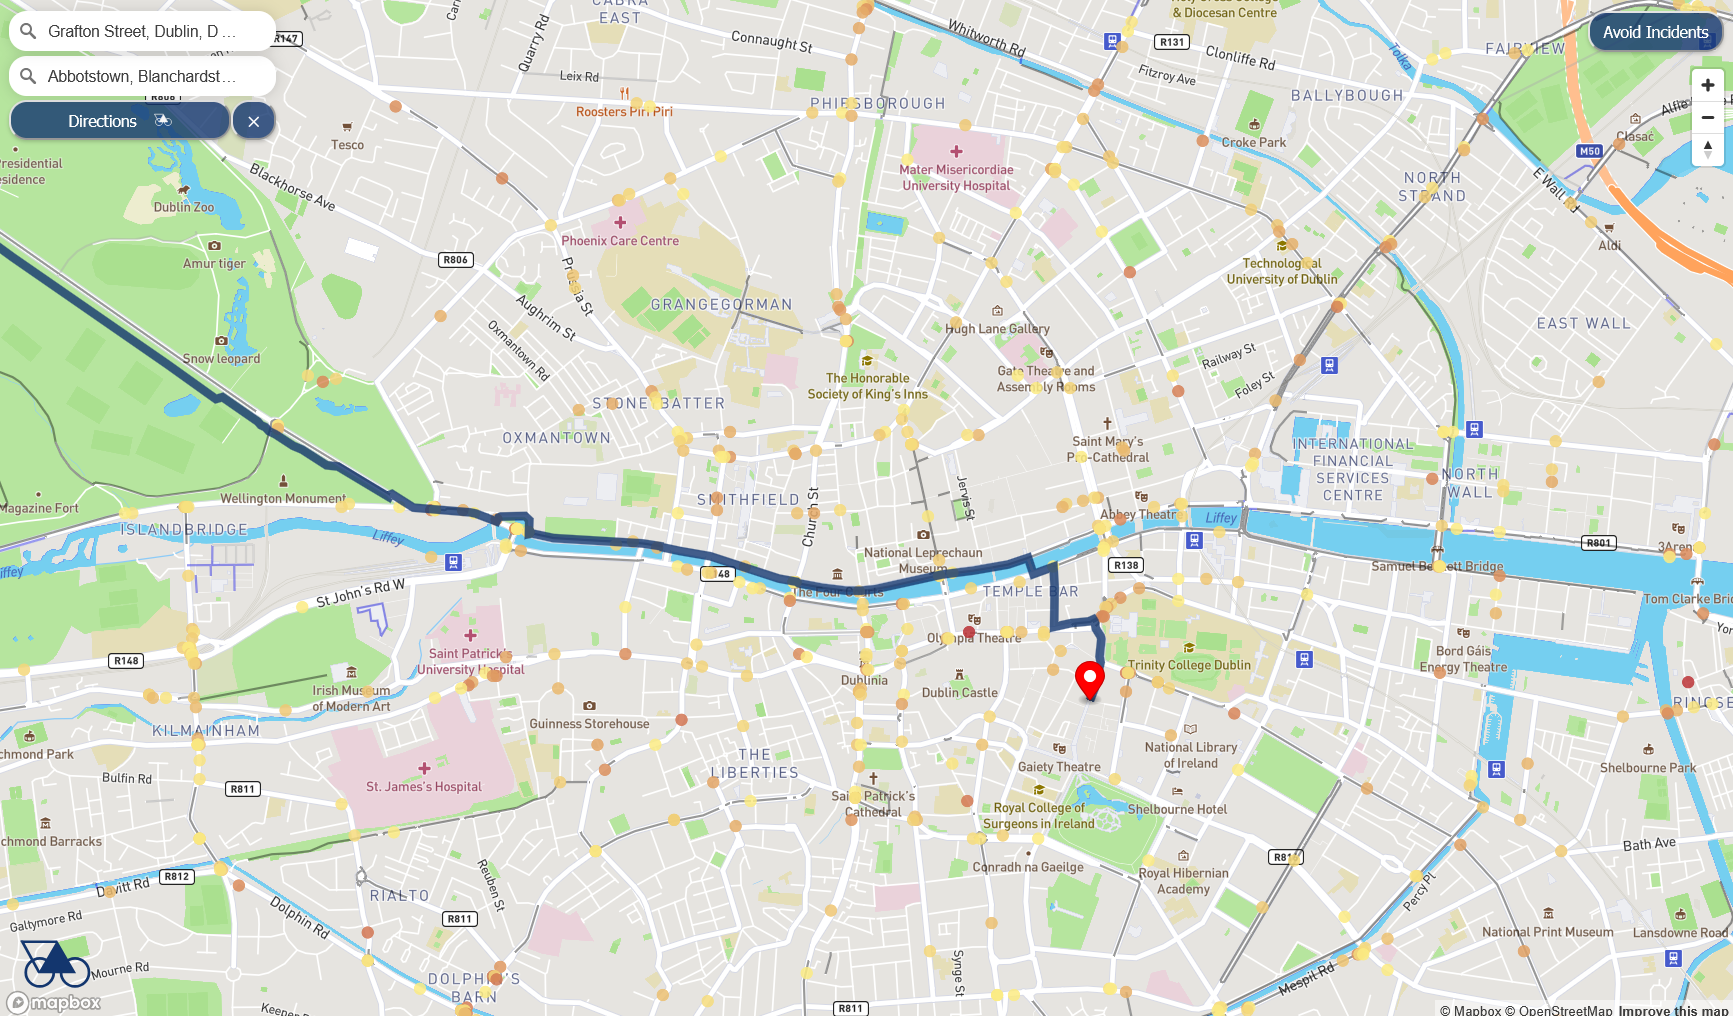 Grafton Street, Dublin, D ...
Abbotstown, Blanchardst...
Directions
Avoid Incidents
CABRA
EAST
Quarry Rd
R147
Connaught St
Leix Rd
Roosters Piri Piri
PHIBSBOROUGH
Whitworth Rd
R131
& Diocesan Centre
Clonliffe Rd
Fitzroy Ave
Tolka
FAIRVIEW
BALLYBOUGH
Clasac
Croke Park
M50
E Wall Rd
NORTH
STRAND
Aldi
Presidential
Tesco
Blackhorse Ave
Dublin Zoo
Amur tiger
R806
Phoenix Care Centre
Prussia St
Mater Misericordiae
University Hospital
Technological
University of Dublin
EAST WALL
GRANGEGORMAN
Aughrim St
Oxmantown Rd
Snow leopard
Hugh Lane Gallery
Gate Theatre and
Assembly Rooms
Railway St
Foley St
The Honorable
Society of King's Inns
STONEYBATTER
OXMANTOWN
Saint Mary's
Pro-Cathedral
INTERNATIONAL
FINANCIAL
SERVICES
CENTRE
NORTH
WALL
Jervis St
SMITHFIELD
Church St
Wellington Monument
Magazine Fort
ISLANDBRIDGE
Liffey
Abbey Theatre
Liffey
R801
3Arena
National Leprechaun
Museum
R138
Samuel Beckett Bridge
Liffey
St John's Rd W
R148
The Four Courts
TEMPLE BAR
Tom Clarke Bridge
Olympia Theatre
R148
Saint Patrick's
University Hospital
Trinity College Dublin
Bord Gáis
Energy Theatre
Irish Museum
of Modern Art
Dublinia
Dublin Castle
Guinness Storehouse
KILMAINHAM
Richmond Park
National Library
of Ireland
THE
LIBERTIES
Gaiety Theatre
Shelbourne Park
Bulfin Rd
R811
St. James's Hospital
Saint Patrick's
Cathedral
Royal College of
Surgeons in Ireland
Shelbourne Hotel
Richmond Barracks
Bath Ave
Conradh na Gaeilge
Royal Hibernian
Academy
Davitt Rd
R812
RIALTO
Reuben St
Percy Pl
Galtymore Rd
Dolphin Rd
R811
National Print Museum
Lansdowne Road
Mourne Rd
DOLPHIN'S
BARN
Synge St
Mespil Rd
R811
mapbox
© Mapbox © OpenStreetMap Improve this map